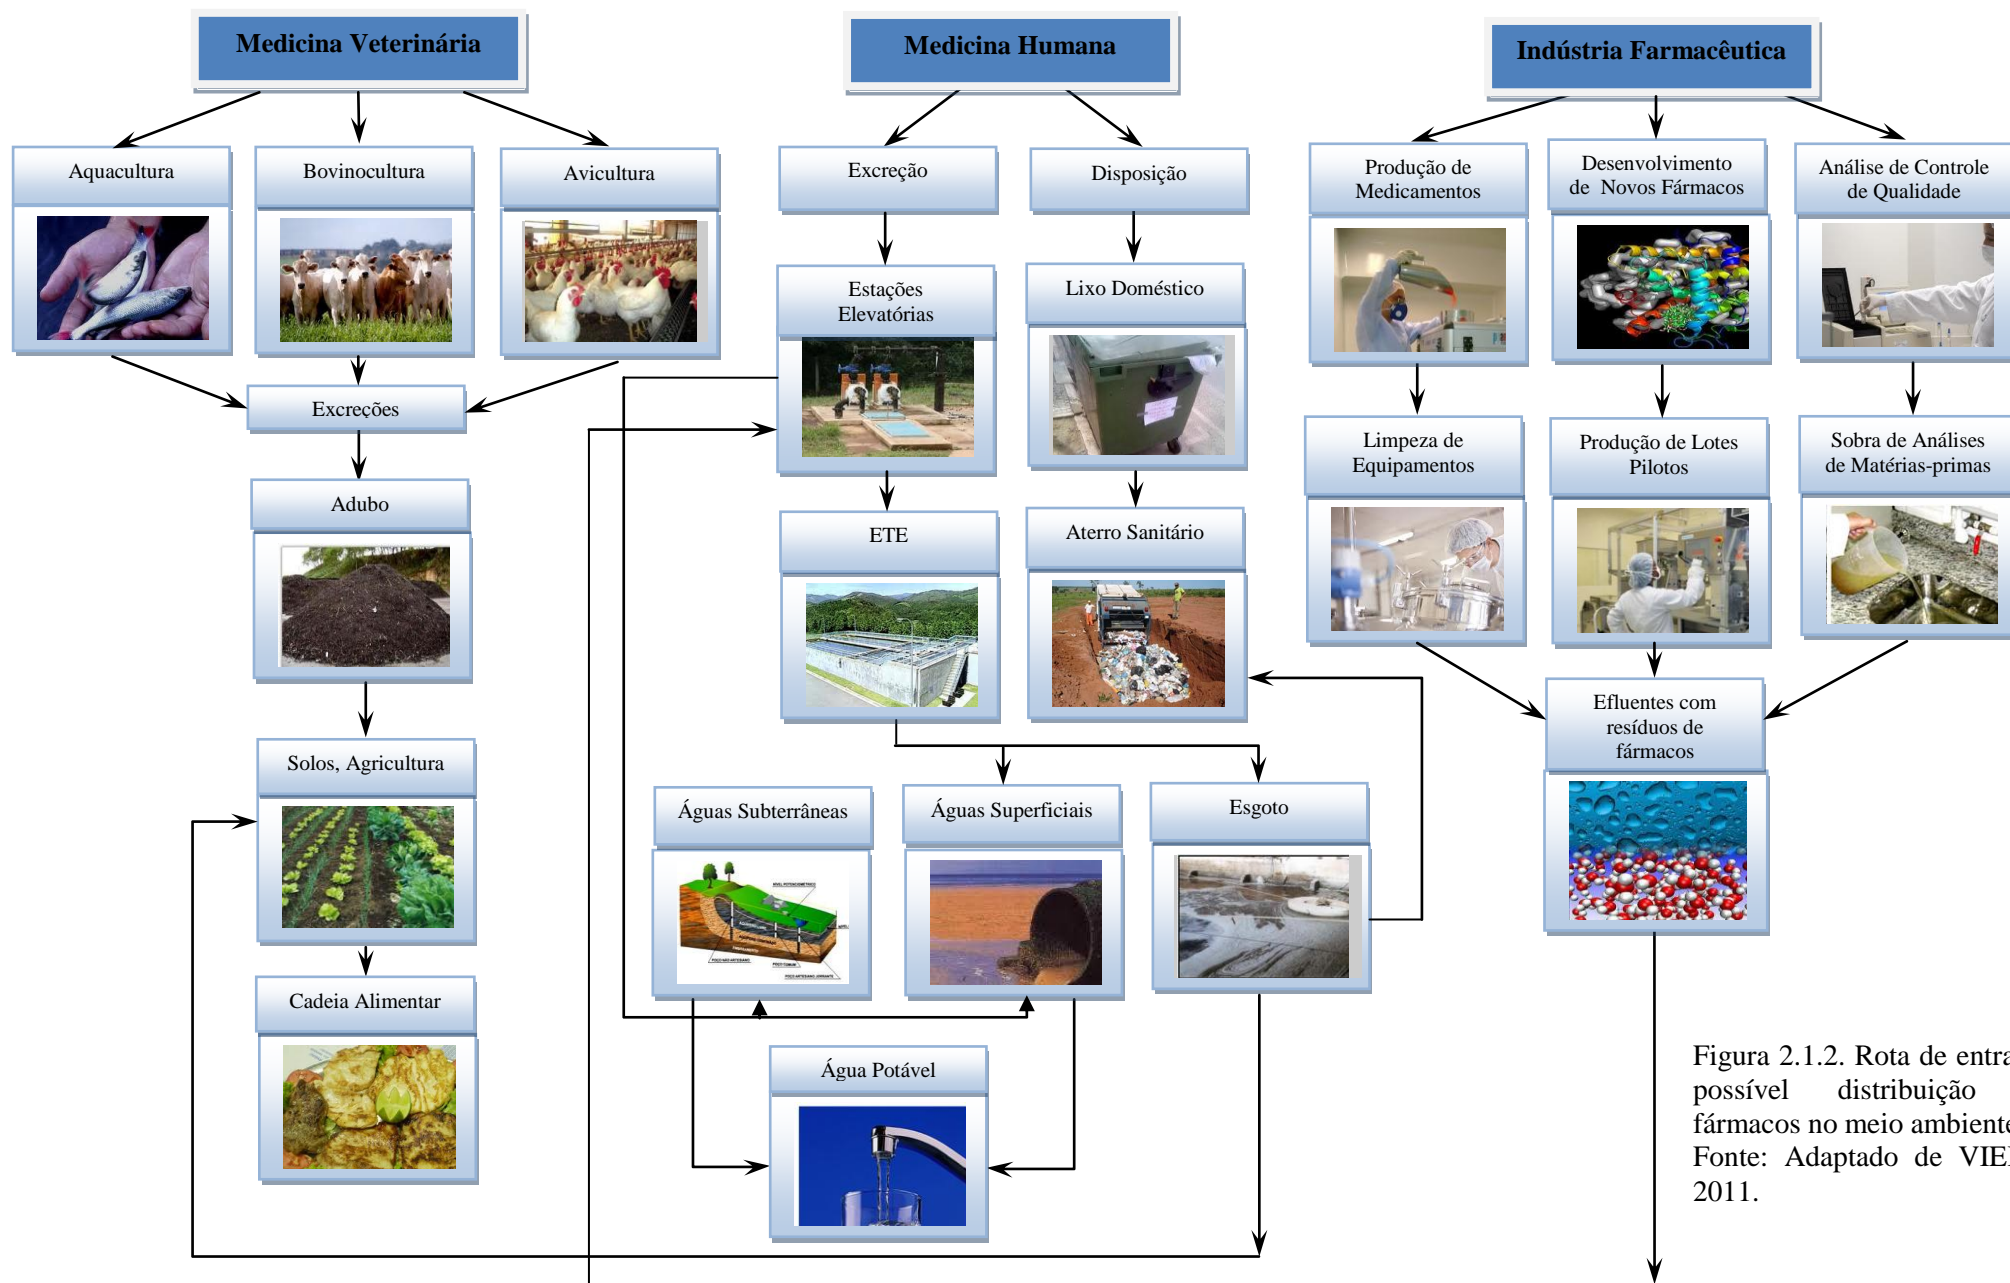 Medicina Veterinária
Medicina Humana
Indústria Farmacêutica
Aquacultura
Bovinocultura
Avicultura
Excreção
Disposição
Produção de
Medicamentos
Desenvolvimento
de Novos Fármacos
Análise de Controle
de Qualidade
Estações
Elevatórias
Lixo Doméstico
Excreções
Limpeza de
Equipamentos
Produção de Lotes
Pilotos
Sobra de Análises
de Matérias-primas
Adubo
ETE
Aterro Sanitário
Efluentes com
resíduos de
fármacos
Solos, Agricultura
Águas Subterrâneas
Águas Superficiais
Esgoto
Cadeia Alimentar
Água Potável
Figura 2.1.2. Rota de entra
possível distribuição
fármacos no meio ambiente
Fonte: Adaptado de VIE
2011.